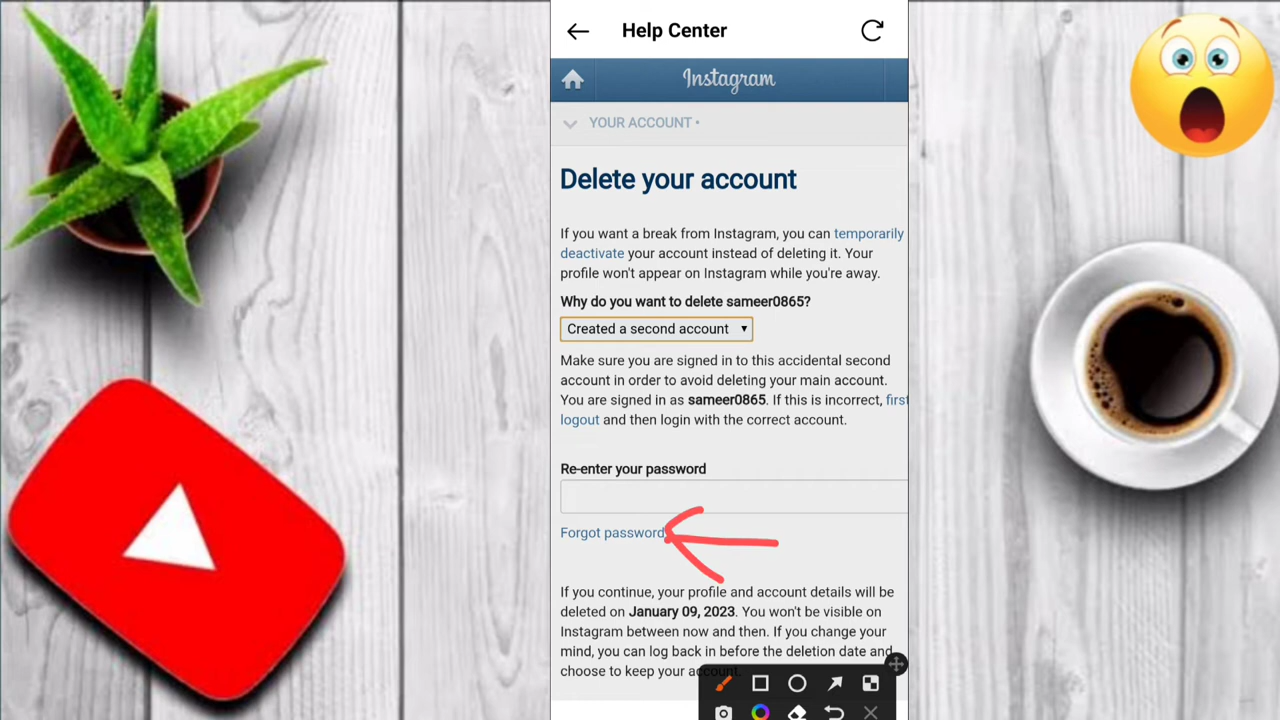 Help Center
Instagram
YOUR ACCOUNT •
Delete your account
If you want a break from Instagram, you can temporarily
deactivate your account instead of deleting it. Your
profile won't appear on Instagram while you're away.
Why do you want to delete sameer0865?
Created a second account
Make sure you are signed in to this accidental second
account in order to avoid deleting your main account.
You are signed in as sameer0865. If this is incorrect, first
logout and then login with the correct account.
Re-enter your password
Forgot password
If you continue, your profile and account details will be
deleted on January 09, 2023. You won't be visible on
Instagram between now and then. If you change your
mind, you can log back in before the deletion date and
choose to keep your account.